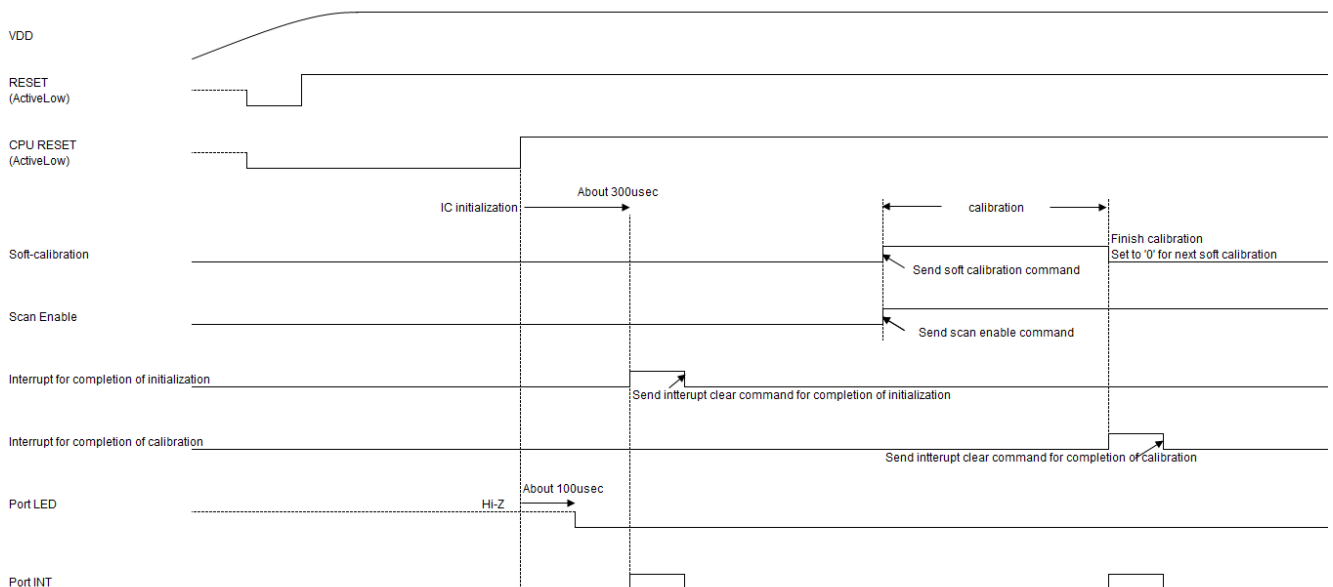 VDD
RESET
(ActiveLow)
CPU RESET
(ActiveLow)
About 300usec
IC initialization
calibration
Finish calibration
Soft-calibration
Set to '0' for next soft calibration
Send soft calibration command
Scan Enable
Send scan enable command
Interrupt for completion of initialization
Send intterupt clear command for completion of initialization
Interrupt for completion of calibration
Send intterupt clear command for completion of calibration
About 100usec
Port LED
Hi-Z
Port INT